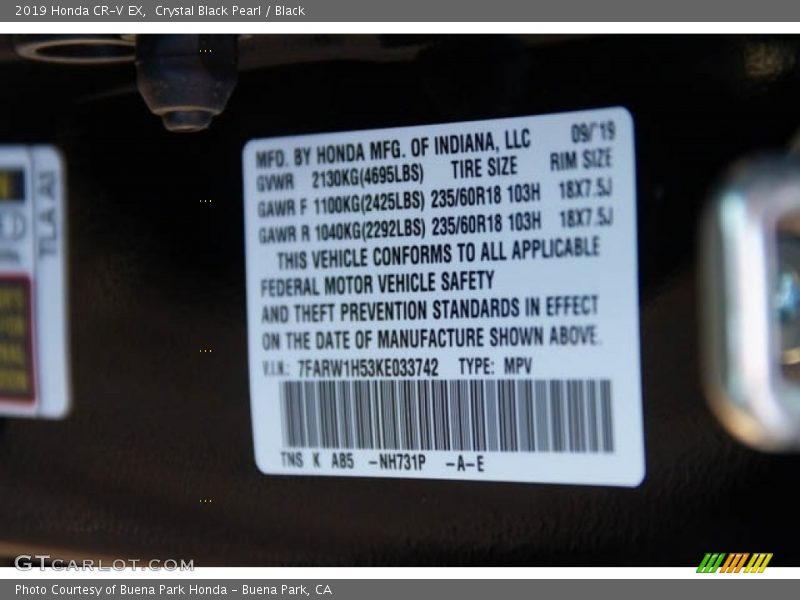 2019 Honda CR-V EX, Crystal Black Pearl / Black
MFD. BY HONDA MFG. OF INDIANA, LLC 09/'19
GVWR 2130KG(4695LBS) TIRE SIZE RIM SIZE
GAWR F 1100KG(2425LBS) 235/60R18 103H 18X7.5J
GAWR R 1040KG(2292LBS) 235/60R18 103H 18X7.5J
THIS VEHICLE CONFORMS TO ALL APPLICABLE
FEDERAL MOTOR VEHICLE SAFETY
AND THEFT PREVENTION STANDARDS IN EFFECT
ON THE DATE OF MANUFACTURE SHOWN ABOVE.
V.I.N.: 7FARW1H53KE033742 TYPE: MPV
TNS K AB5 -NH731P -A-E
GTCARLOT.COM
Photo Courtesy of Buena Park Honda - Buena Park, CA